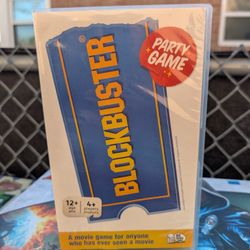 PARTY
GAME
BLOCKBUSTER
12+
4+
A movie game for anyone
who has ever seen a movie